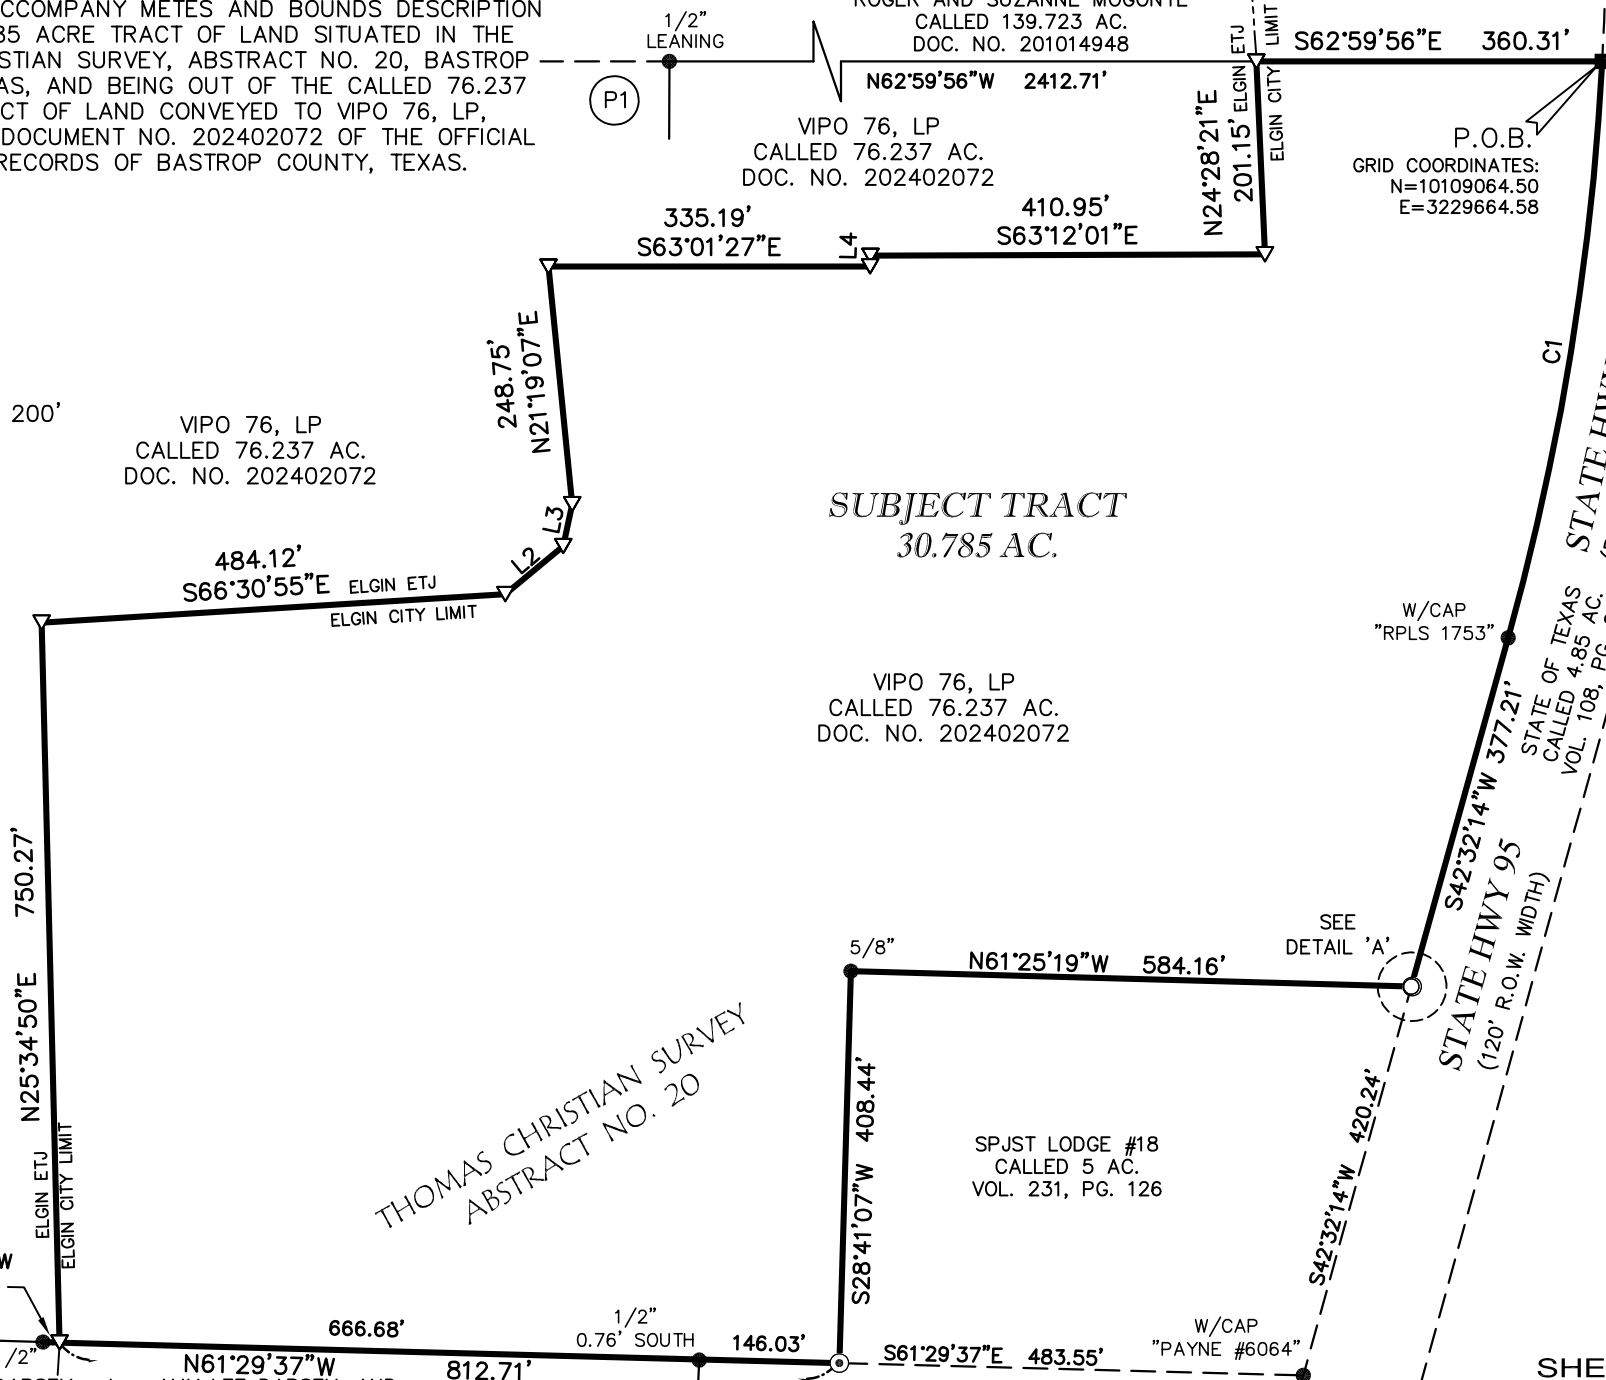 CCOMPANY METES AND BOUNDS DESCRIPTION
85 ACRE TRACT OF LAND SITUATED IN THE
STIAN SURVEY, ABSTRACT NO. 20, BASTROP
AS, AND BEING OUT OF THE CALLED 76.237
CT OF LAND CONVEYED TO VIPO 76, LP,
DOCUMENT NO. 202402072 OF THE OFFICIAL
RECORDS OF BASTROP COUNTY, TEXAS.
1/2"
LEANING
P1
CALLED 139.723 AC.
DOC. NO. 201014948
N62°59'56"W 2412.71'
VIPO 76, LP
CALLED 76.237 AC.
DOC. NO. 202402072
ELGIN ETJ
ELGIN CITY LIMIT
S62°59'56"E 360.31'
N24°28'21"E
201.15'
P.O.B.
GRID COORDINATES:
N=10109064.50
E=3229664.58
335.19'
S63°01'27"E
L4
410.95'
S63°12'01"E
248.75'
N21°19'07"E
C1
200'
VIPO 76, LP
CALLED 76.237 AC.
DOC. NO. 202402072
SUBJECT TRACT
30.785 AC.
L3
L2
484.12'
S66°30'55"E
ELGIN ETJ
ELGIN CITY LIMIT
STATE HWY
W/CAP
"RPLS 1753"
STATE OF TEXAS
CALLED 4.85 AC.
VOL. 108, PG.
VIPO 76, LP
CALLED 76.237 AC.
DOC. NO. 202402072
S42°32'14"W 377.21'
N25°34'50"E 750.27'
STATE HWY 95
(120' R.O.W. WIDTH)
SEE
DETAIL 'A'
5/8"
N61°25'19"W 584.16'
THOMAS CHRISTIAN SURVEY
ABSTRACT NO. 20
S28°41'07"W 408.44'
SPJST LODGE #18
CALLED 5 AC.
VOL. 231, PG. 126
S42°32'14"W 420.24'
ELGIN ETJ
ELGIN CITY LIMIT
W
/2"
666.68'
1/2"
0.76' SOUTH
146.03'
N61°29'37"W 812.71'
S61°29'37"E 483.55'
W/CAP
"PAYNE #6064"
SHE